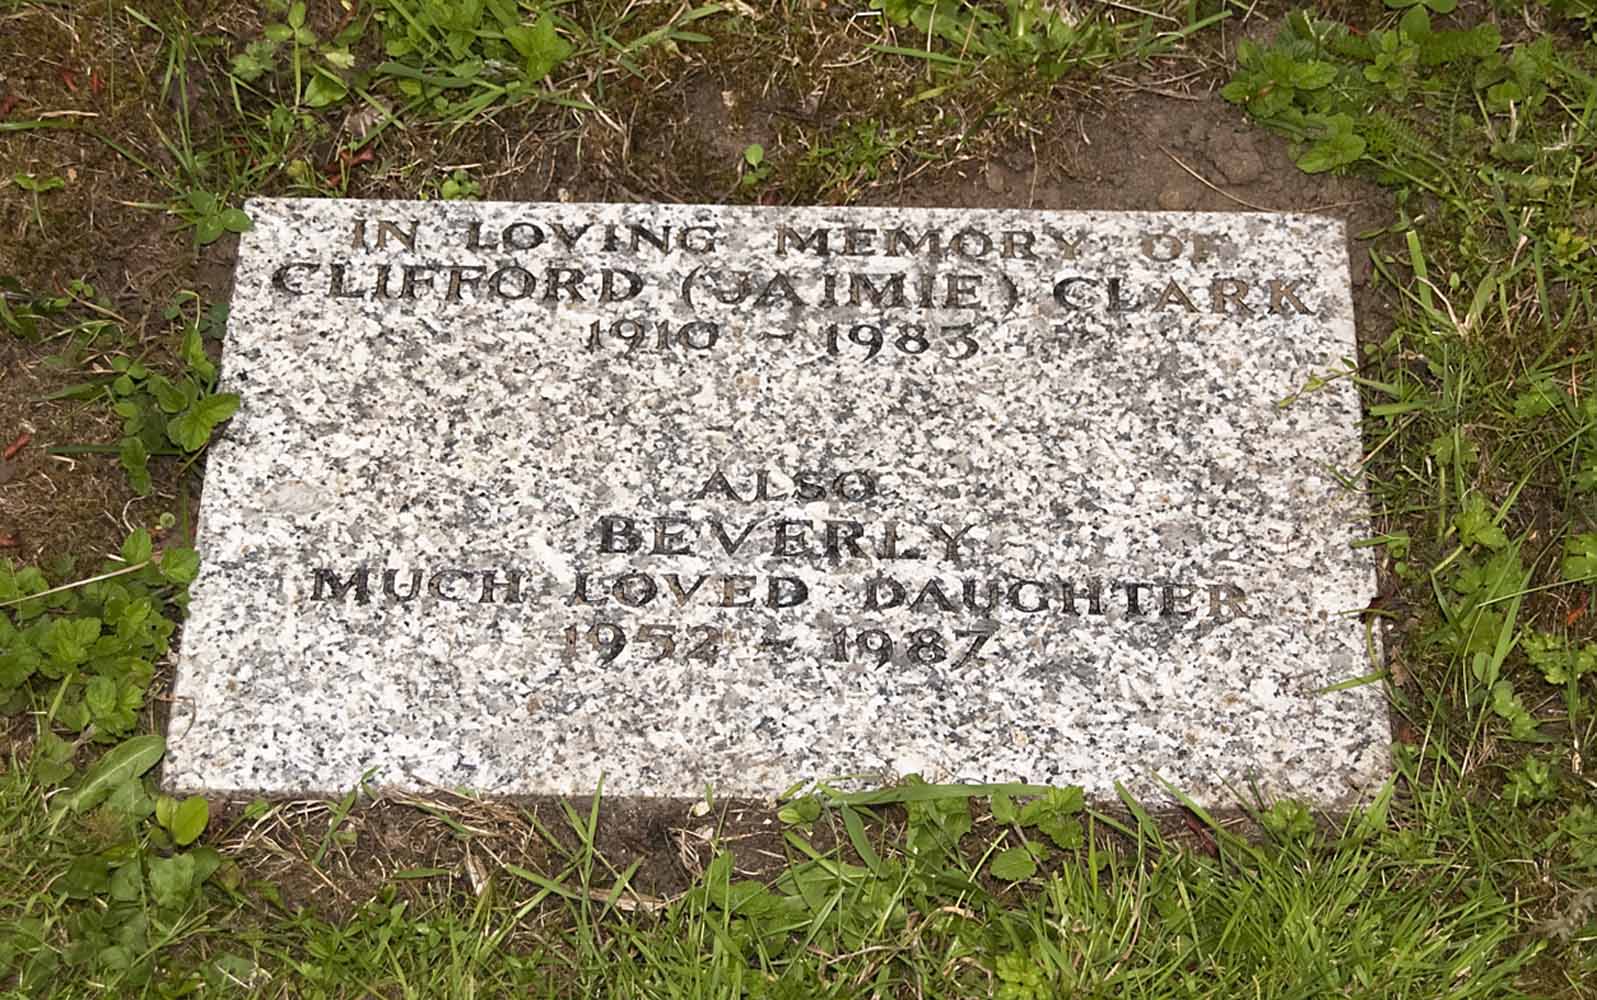 IN LOVING MEMORY OF
CLIFFORD (JAIMIE) CLARK
1910 - 1983
ALSO
BEVERLY
MUCH LOVED DAUGHTER
1952 - 1987